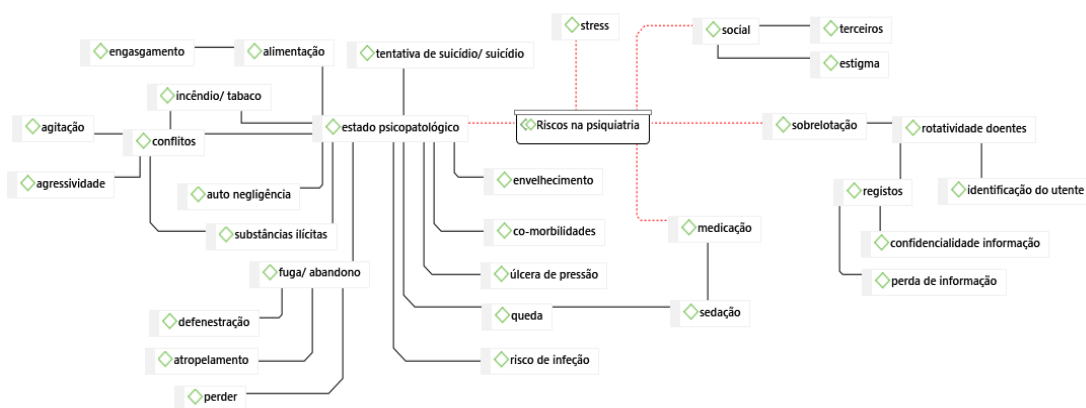 stress
social
terceiros
estigma
engasgamento
alimentação
tentativa de suicídio/ suicídio
incêndio/ tabaco
agitação
conflitos
estado psicopatológico
Riscos na psiquiatria
sobrelotação
rotatividade doentes
agressividade
auto negligência
envelhecimento
registos
identificação do utente
substâncias ilícitas
co-morbilidades
medicação
confidencialidade informação
fuga/ abandono
úlcera de pressão
perda de informação
defenestração
queda
sedação
atropelamento
risco de infeção
perder